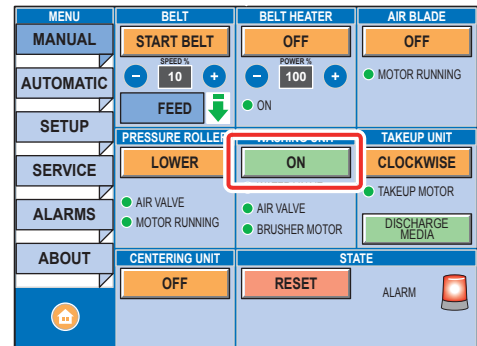 MENU
MANUAL
AUTOMATIC
SETUP
SERVICE
ALARMS
ABOUT
BELT
START BELT
SPEED %
10
FEED
BELT HEATER
OFF
POWER %
100
ON
AIR BLADE
OFF
MOTOR RUNNING
PRESSURE ROLLER
LOWER
AIR VALVE
MOTOR RUNNING
WASHING UNIT
ON
AIR VALVE
BRUSHER MOTOR
TAKEUP UNIT
CLOCKWISE
TAKEUP MOTOR
DISCHARGE
MEDIA
CENTERING UNIT
OFF
STATE
RESET
ALARM